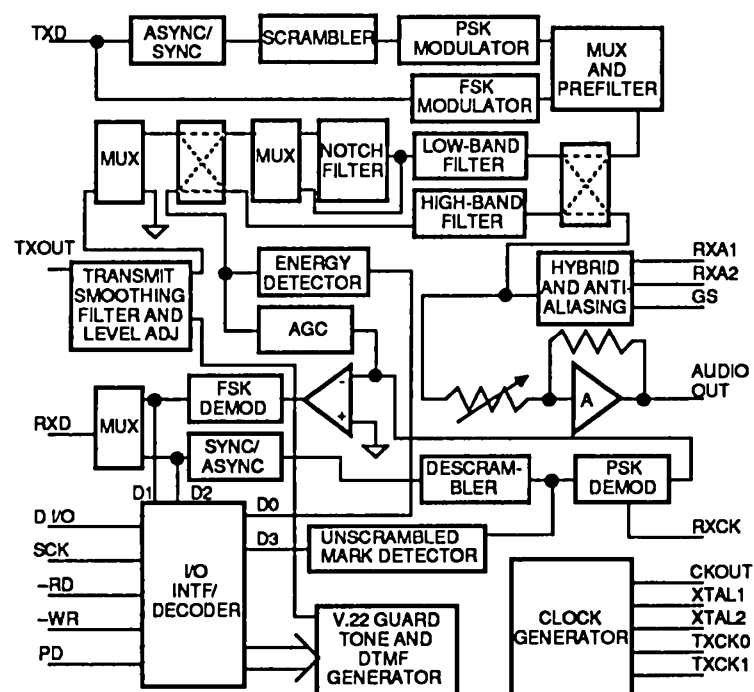 TXD
ASYNC/
SYNC
SCRAMBLER
PSK
MODULATOR
MUX
AND
PREFILTER
FSK
MODULATOR
MUX
MUX
NOTCH
FILTER
LOW-BAND
FILTER
HIGH-BAND
FILTER
TXOUT
TRANSMIT
SMOOTHING
FILTER AND
LEVEL ADJ
ENERGY
DETECTOR
AGC
HYBRID
AND ANTI-
ALIASING
RXA1
RXA2
GS
AUDIO
OUT
A
-
+
FSK
DEMOD
RXD
MUX
SYNC/
ASYNC
DESCRAM-
BLER
PSK
DEMOD
RXCK
D1
D2
D0
D3
D I/O
SCK
-RD
-WR
PD
I/O
INTF/
DECODER
UNSCRAMBLED
MARK DETECTOR
V.22 GUARD
TONE AND
DTMF
GENERATOR
CLOCK
GENERATOR
CKOUT
XTAL1
XTAL2
TXCK0
TXCK1